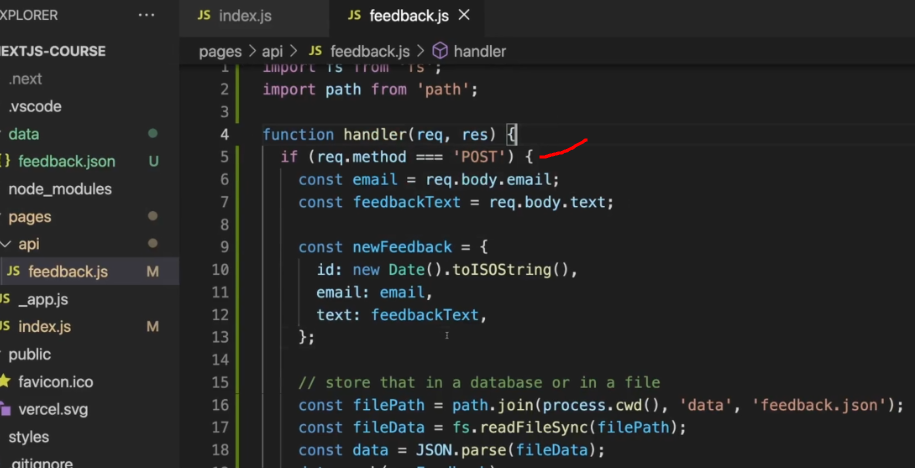 EXPLORER ...
JS index.js JS feedback.js
NEXTJS-COURSE
pages > api > JS feedback.js > handler
.next
.vscode
data
{} feedback.json U
node_modules
pages
api
JS feedback.js M
JS _app.js
JS index.js M
public
favicon.ico
vercel.svg
styles
.gitignore
1 import fs from 'fs';
2 import path from 'path';
3
4 function handler(req, res) {
5 if (req.method === 'POST') {
6 const email = req.body.email;
7 const feedbackText = req.body.text;
8
9 const newFeedback = {
10 id: new Date().toISOString(),
11 email: email,
12 text: feedbackText,
13 };
14
15 // store that in a database or in a file
16 const filePath = path.join(process.cwd(), 'data', 'feedback.json');
17 const fileData = fs.readFileSync(filePath);
18 const data = JSON.parse(fileData);